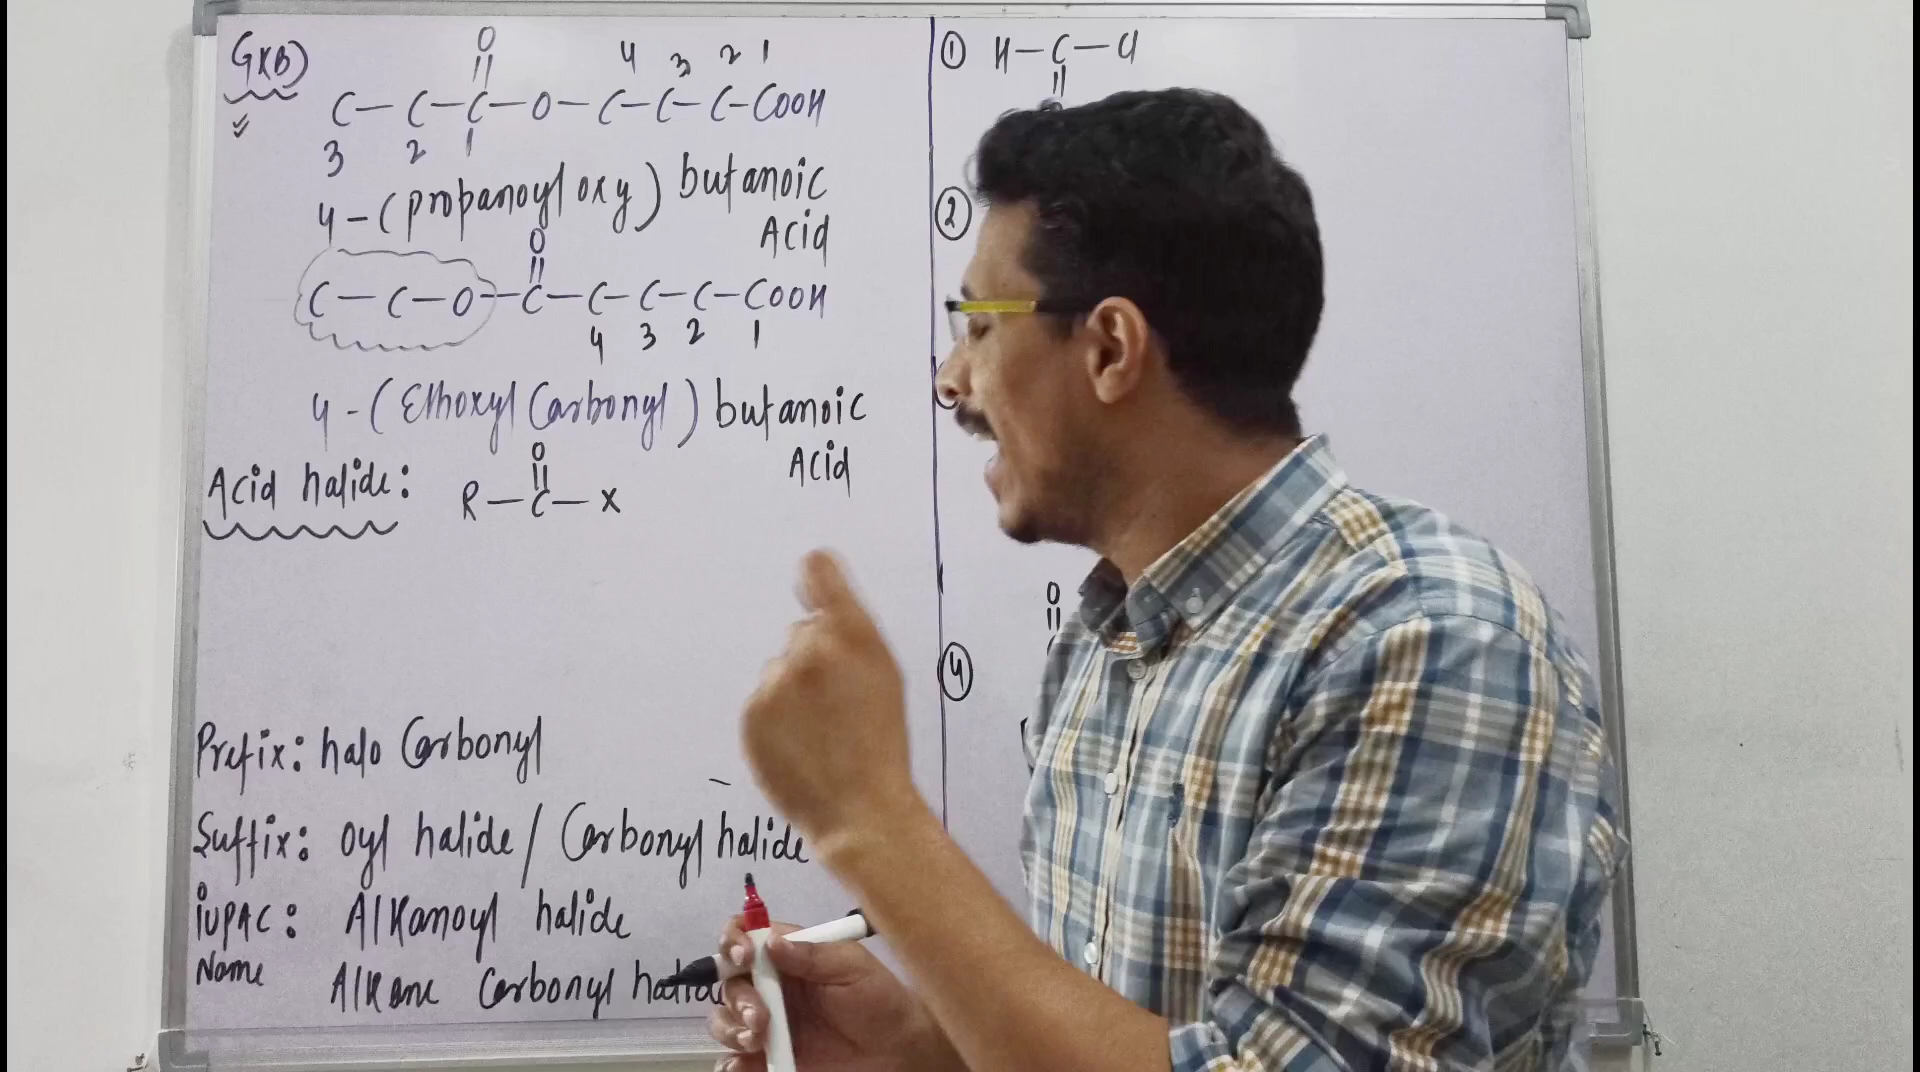 G(B)
O
||
4 3 2 1
C — C — C — O — C — C — C — COOH
3 2 1
4-(propanoyl oxy) butanoic
Acid
O
||
C — C — O — C — C — C — C — COOH
4 3 2 1
4-(Ethoxyl Carbonyl) butanoic
Acid
O
||
Acid halide: R — C — X
Prefix: halo Carbonyl
Suffix: oyl halide / Carbonyl halide
IUPAC: Alkanoyl halide
Name Alkane Carbonyl halide
① H — C — Cl
||
②
O
||
④